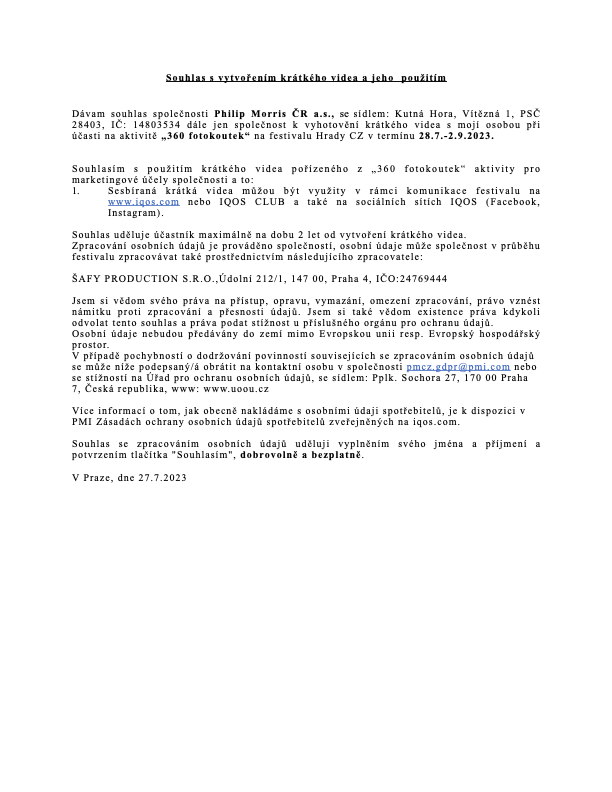 Souhlas s vytvořením krátkého videa a jeho  použitím
Dávam souhlas společnosti Philip Morris ČR a.s., se sídlem: Kutná Hora, Vítězná 1, PSČ
28403, IČ: 14803534 dále jen společnost k vyhotovění krátkého videa s mojí osobou při
účasti na aktivitě „360 fotokoutek“ na festivalu Hrady CZ v termínu 28.7.-2.9.2023.
Souhlasím s použitím krátkého videa pořízeného z „360 fotokoutek“ aktivity pro
marketingové účely společnosti a to:
1. Sesbíraná krátká videa můžou být využity v rámci komunikace festivalu na
www.iqos.com nebo IQOS CLUB a také na sociálních sítích IQOS (Facebook,
Instagram).
Souhlas uděluje účastník maximálně na dobu 2 let od vytvoření krátkého videa.
Zpracování osobních údajů je prováděno společností, osobní údaje může společnost v průběhu
festivalu zpracovávat také prostřednictvím následujícího zpracovatele:
ŠAFY PRODUCTION S.R.O.,Údolní 212/1, 147 00, Praha 4, IČO:24769444
Jsem si vědom svého práva na přístup, opravu, vymazání, omezení zpracování, právo vznést
námitku proti zpracování a přesnosti údajů. Jsem si také vědom existence práva kdykoli
odvolat tento souhlas a práva podat stížnost u příslušného orgánu pro ochranu údajů.
Osobní údaje nebudou předávány do zemí mimo Evropskou unii resp. Evropský hospodářský
prostor.
V případě pochybností o dodržování povinností souvisejících se zpracováním osobních údajů
se může níže podepsaný/á obrátit na kontaktní osobu v společnosti pmcz.gdpr@pmi.com nebo
se stížností na Úřad pro ochranu osobních údajů, se sídlem: Pplk. Sochora 27, 170 00 Praha
7, Česká republika, www: www.uoou.cz
Více informací o tom, jak obecně nakládáme s osobními údaji spotřebitelů, je k dispozici v
PMI Zásadách ochrany osobních údajů spotřebitelů zveřejněných na iqos.com.
Souhlas se zpracováním osobních údajů uděluji vyplněním svého jména a příjmení a
potvrzením tlačítka "Souhlasím", dobrovolně a bezplatně.
V Praze, dne 27.7.2023